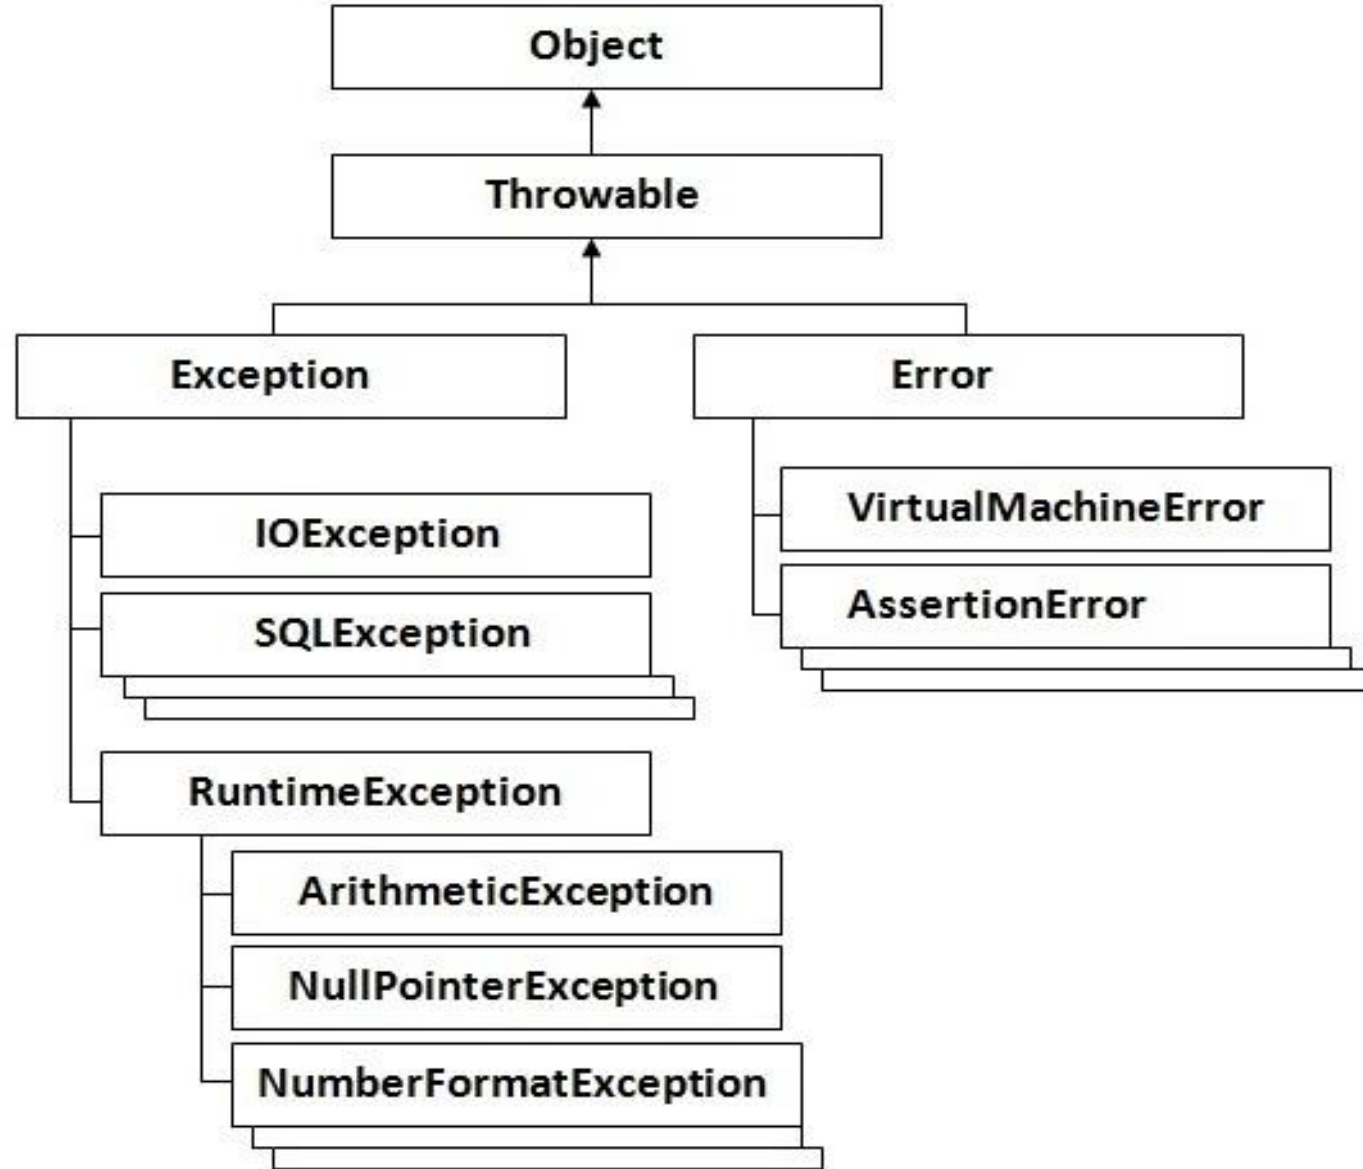 Object
Throwable
Exception
Error
IOException
SQLException
RuntimeException
ArithmeticException
NullPointerException
NumberFormatException
VirtualMachineError
AssertionError